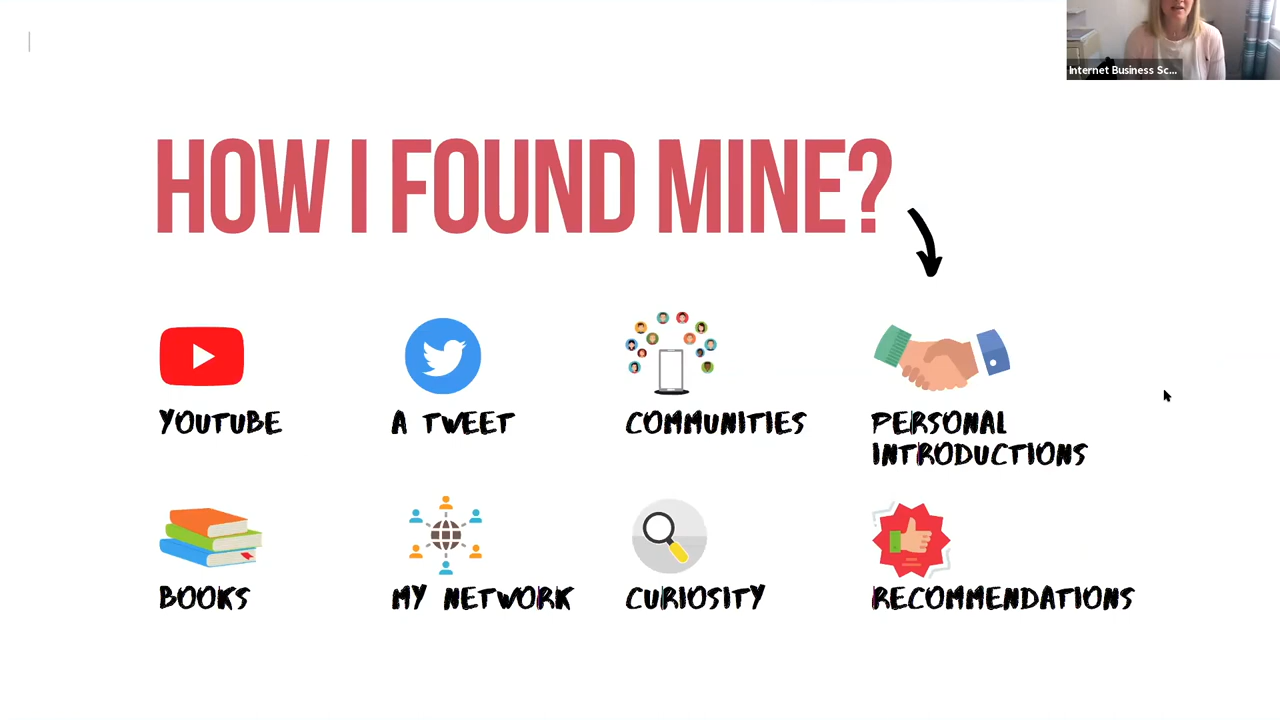 Internet Business Sc...
HOW I FOUND MINE?
YOUTUBE
A TWEET
COMMUNITIES
PERSONAL
INTRODUCTIONS
BOOKS
MY NETWORK
CURIOSITY
RECOMMENDATIONS